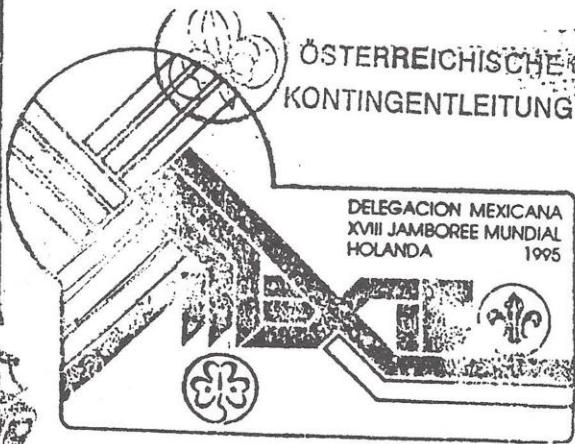 ÖSTERREICHISCHE
KONTINGENTLEITUNG
DELEGACION MEXICANA
XVIII JAMBOREE MUNDIAL
HOLANDA 1995